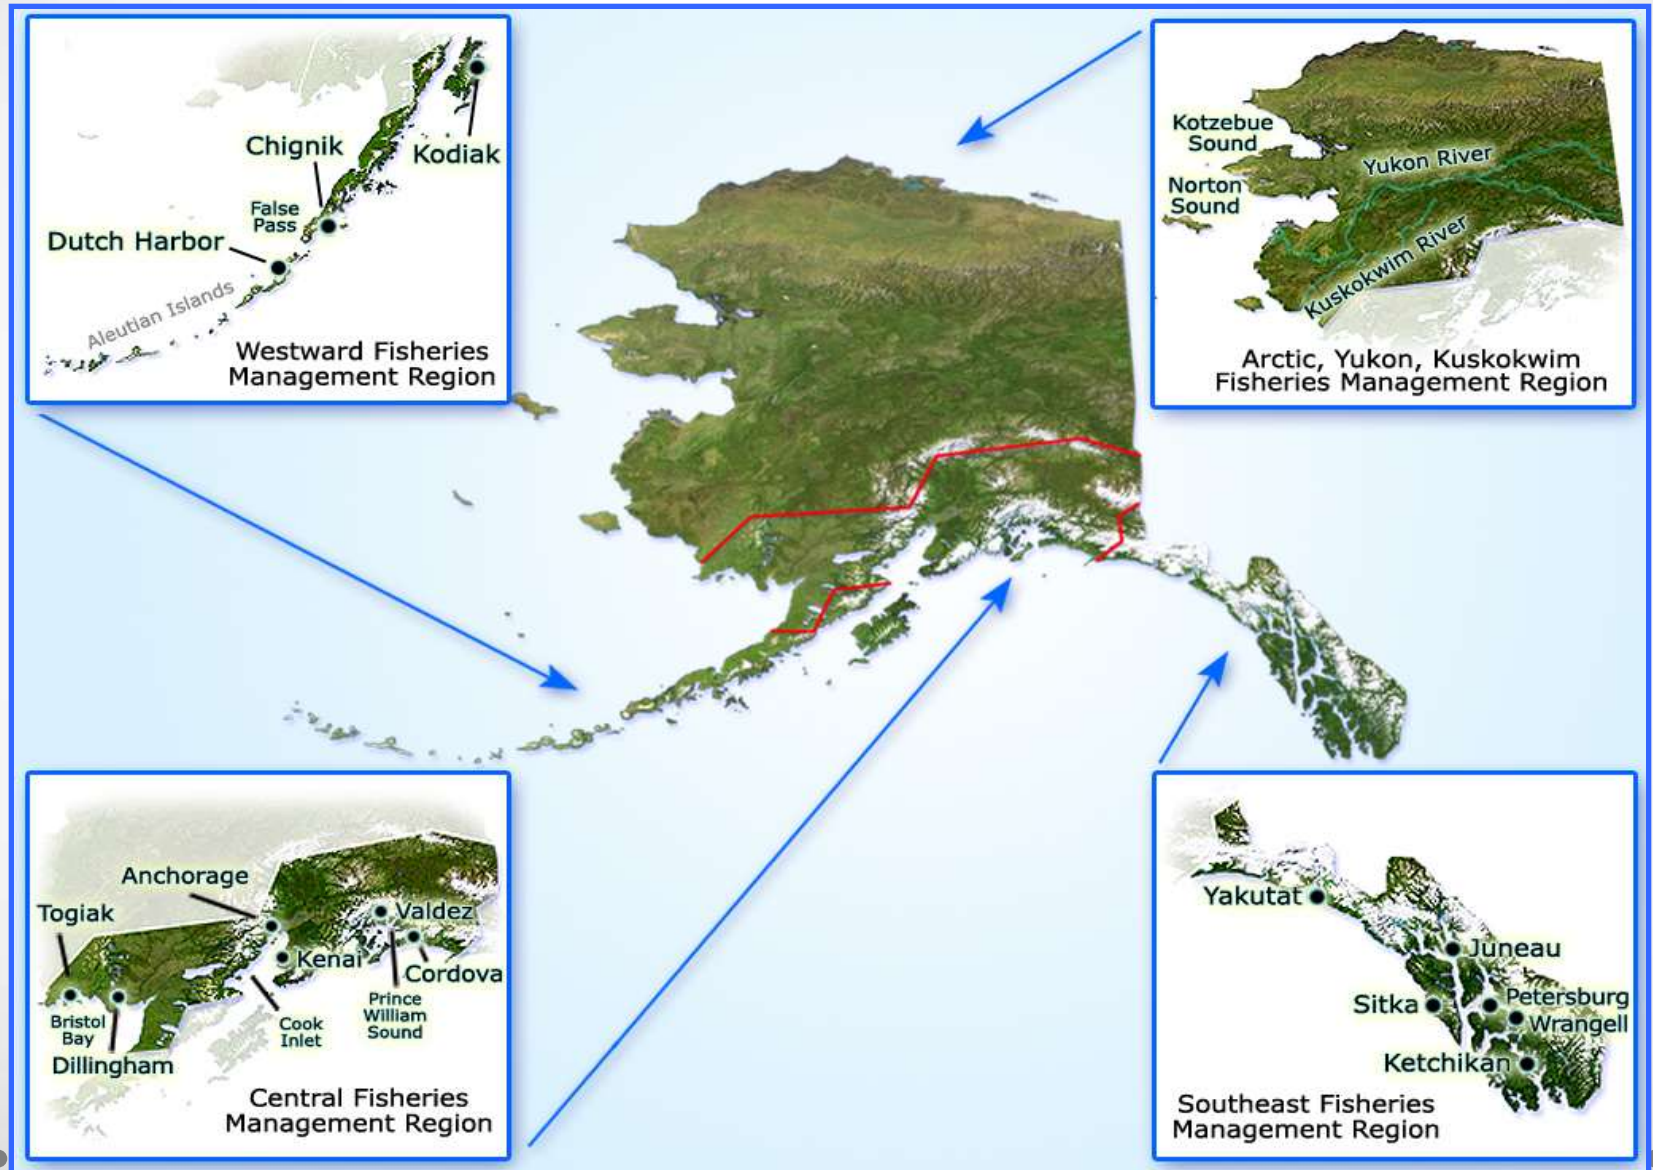 Chignik
Kodiak
False
Pass
Dutch Harbor
Aleutian Islands
Westward Fisheries
Management Region
Kotzebue
Sound
Yukon River
Norton
Sound
Kuskokwim River
Arctic, Yukon, Kuskokwim
Fisheries Management Region
Anchorage
Togiak
Valdez
Kenai
Cordova
Bristol
Bay
Cook
Inlet
Prince
William
Sound
Dillingham
Central Fisheries
Management Region
Yakutat
Juneau
Sitka
Petersburg
Wrangell
Ketchikan
Southeast Fisheries
Management Region